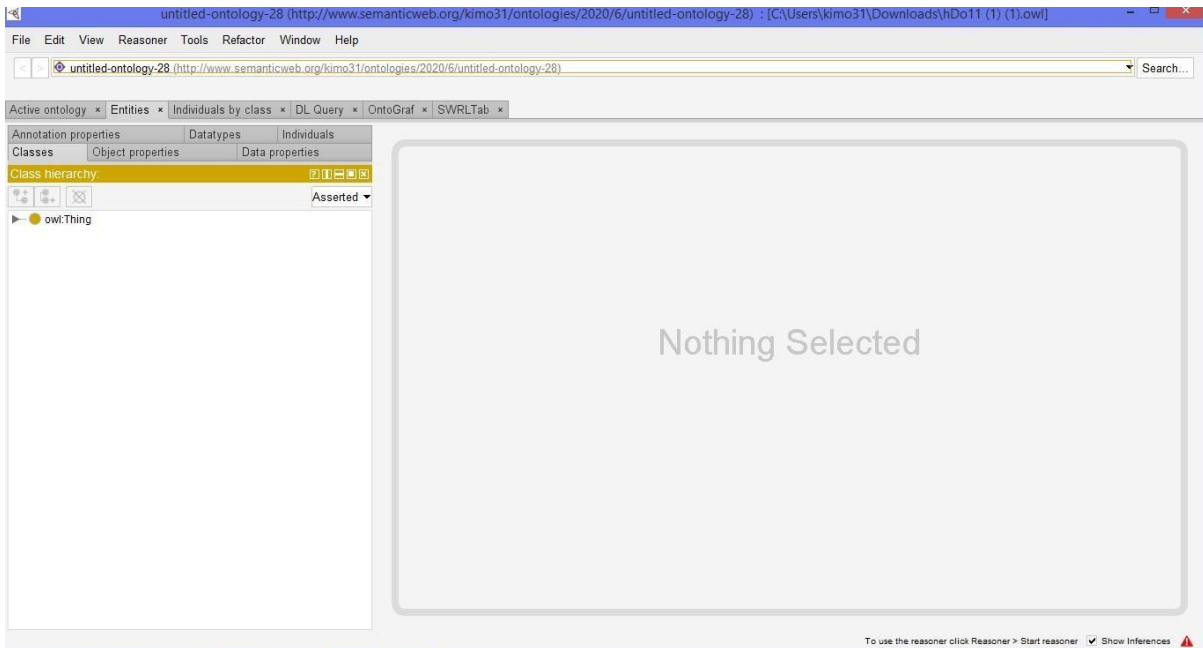 untitled-ontology-28 (http://www.semanticweb.org/kimo31/ontologies/2020/6/untitled-ontology-28) : [C:\Users\kimo31\Downloads\hDo11 (1) (1).owl]
File Edit View Reasoner Tools Refactor Window Help
< > untitled-ontology-28 (http://www.semanticweb.org/kimo31/ontologies/2020/6/untitled-ontology-28) Search...
Active ontology × Entities × Individuals by class × DL Query × OntoGraf × SWRLTab ×
Annotation properties Datatypes Individuals
Classes Object properties Data properties
Class hierarchy:
Asserted
owl:Thing
Nothing Selected
To use the reasoner click Reasoner > Start reasoner Show Inferences